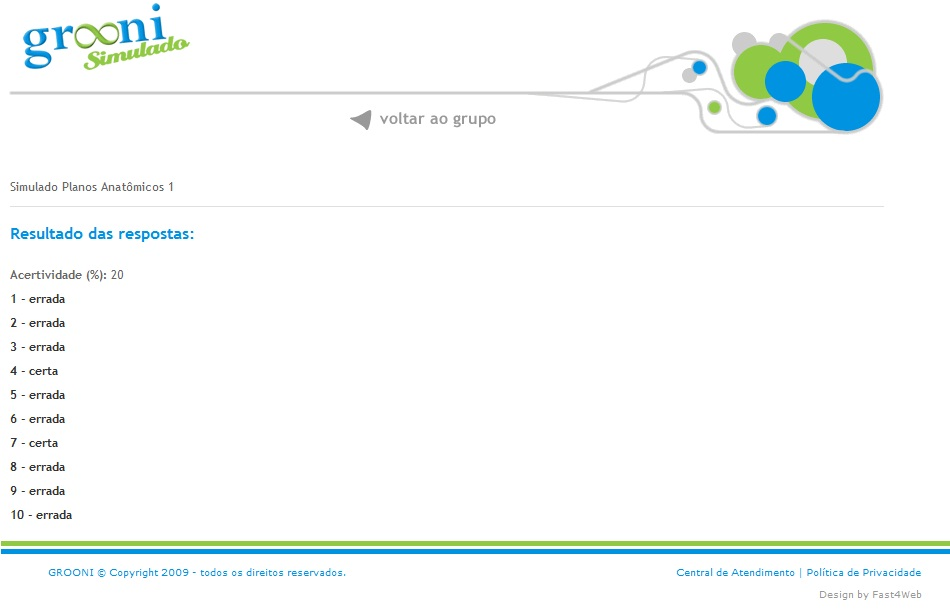 grooni
Simulado
voltar ao grupo
Simulado Planos Anatômicos 1
Resultado das respostas:
Acertividade (%): 20
1 - errada
2 - errada
3 - errada
4 - certa
5 - errada
6 - errada
7 - certa
8 - errada
9 - errada
10 - errada
GROONI © Copyright 2009 - todos os direitos reservados.
Central de Atendimento | Política de Privacidade
Design by Fast4Web